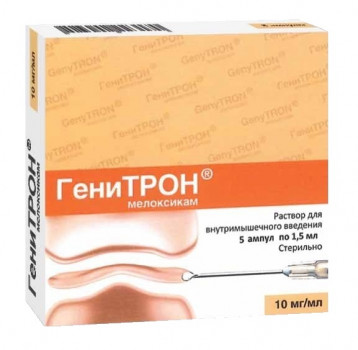 10 мг/мл
GenyTRON®
ГениТРОН®
ГениТРОН®
мелоксикам
Раствор для
внутримышечного введения
5 ампул по 1,5 мл
Стерильно
10 мг/мл